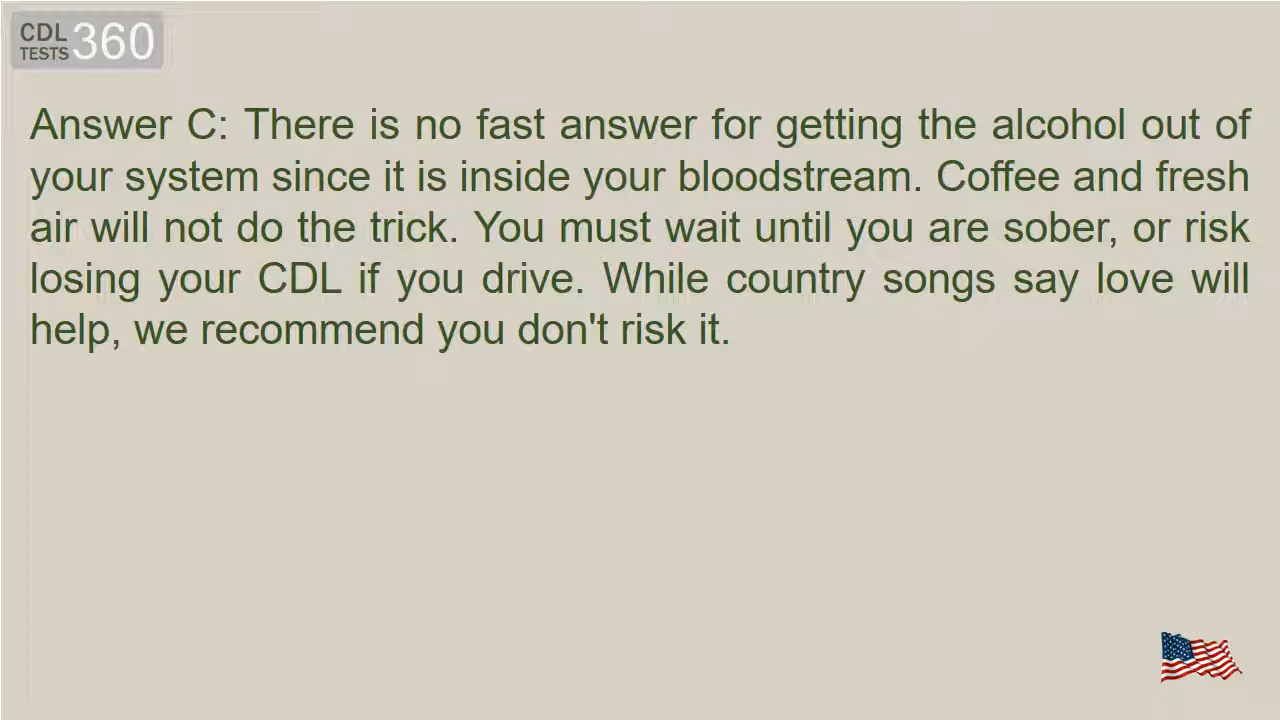 CDL
TESTS 360
Answer C: There is no fast answer for getting the alcohol out of
your system since it is inside your bloodstream. Coffee and fresh
air will not do the trick. You must wait until you are sober, or risk
losing your CDL if you drive. While country songs say love will
help, we recommend you don't risk it.